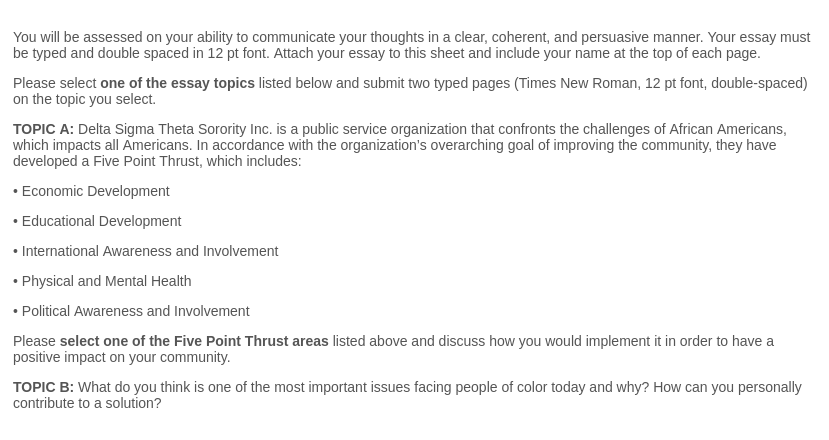 You will be assessed on your ability to communicate your thoughts in a clear, coherent, and persuasive manner. Your essay must
be typed and double spaced in 12 pt font. Attach your essay to this sheet and include your name at the top of each page.
Please select one of the essay topics listed below and submit two typed pages (Times New Roman, 12 pt font, double-spaced)
on the topic you select.
TOPIC A: Delta Sigma Theta Sorority Inc. is a public service organization that confronts the challenges of African Americans,
which impacts all Americans. In accordance with the organization’s overarching goal of improving the community, they have
developed a Five Point Thrust, which includes:
• Economic Development
• Educational Development
• International Awareness and Involvement
• Physical and Mental Health
• Political Awareness and Involvement
Please select one of the Five Point Thrust areas listed above and discuss how you would implement it in order to have a
positive impact on your community.
TOPIC B: What do you think is one of the most important issues facing people of color today and why? How can you personally
contribute to a solution?